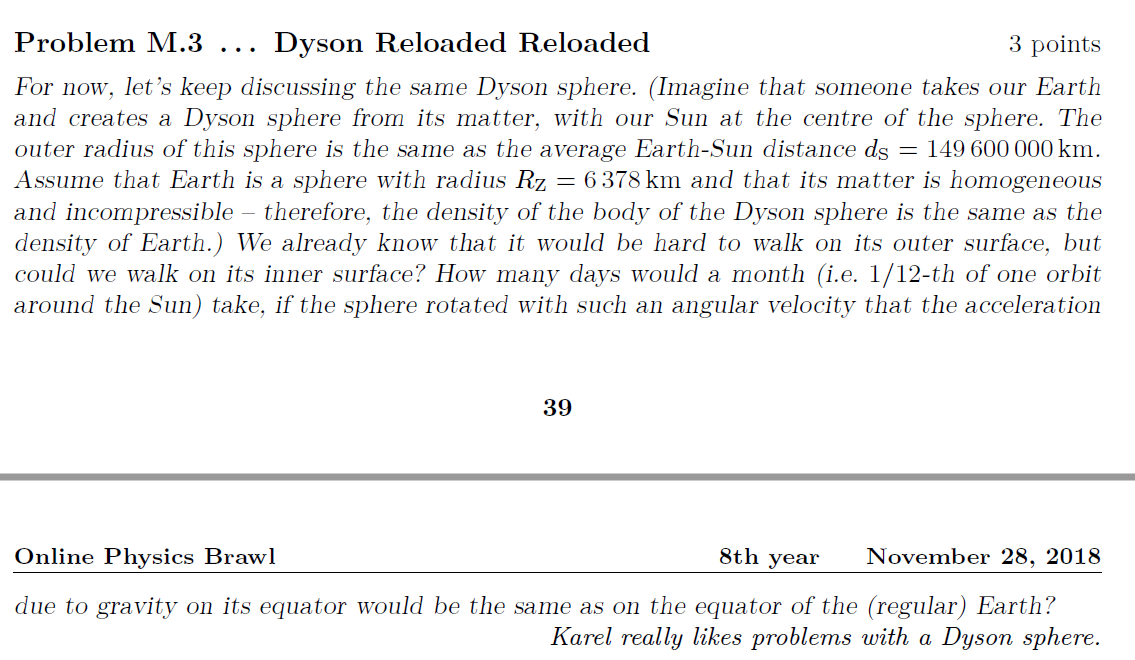 Problem M.3 ... Dyson Reloaded Reloaded 3 points
For now, let's keep discussing the same Dyson sphere. (Imagine that someone takes our Earth
and creates a Dyson sphere from its matter, with our Sun at the centre of the sphere. The
outer radius of this sphere is the same as the average Earth-Sun distance dS = 149 600 000 km.
Assume that Earth is a sphere with radius RZ = 6 378 km and that its matter is homogeneous
and incompressible – therefore, the density of the body of the Dyson sphere is the same as the
density of Earth.) We already know that it would be hard to walk on its outer surface, but
could we walk on its inner surface? How many days would a month (i.e. 1/12-th of one orbit
around the Sun) take, if the sphere rotated with such an angular velocity that the acceleration
39
Online Physics Brawl 8th year November 28, 2018
due to gravity on its equator would be the same as on the equator of the (regular) Earth?
Karel really likes problems with a Dyson sphere.